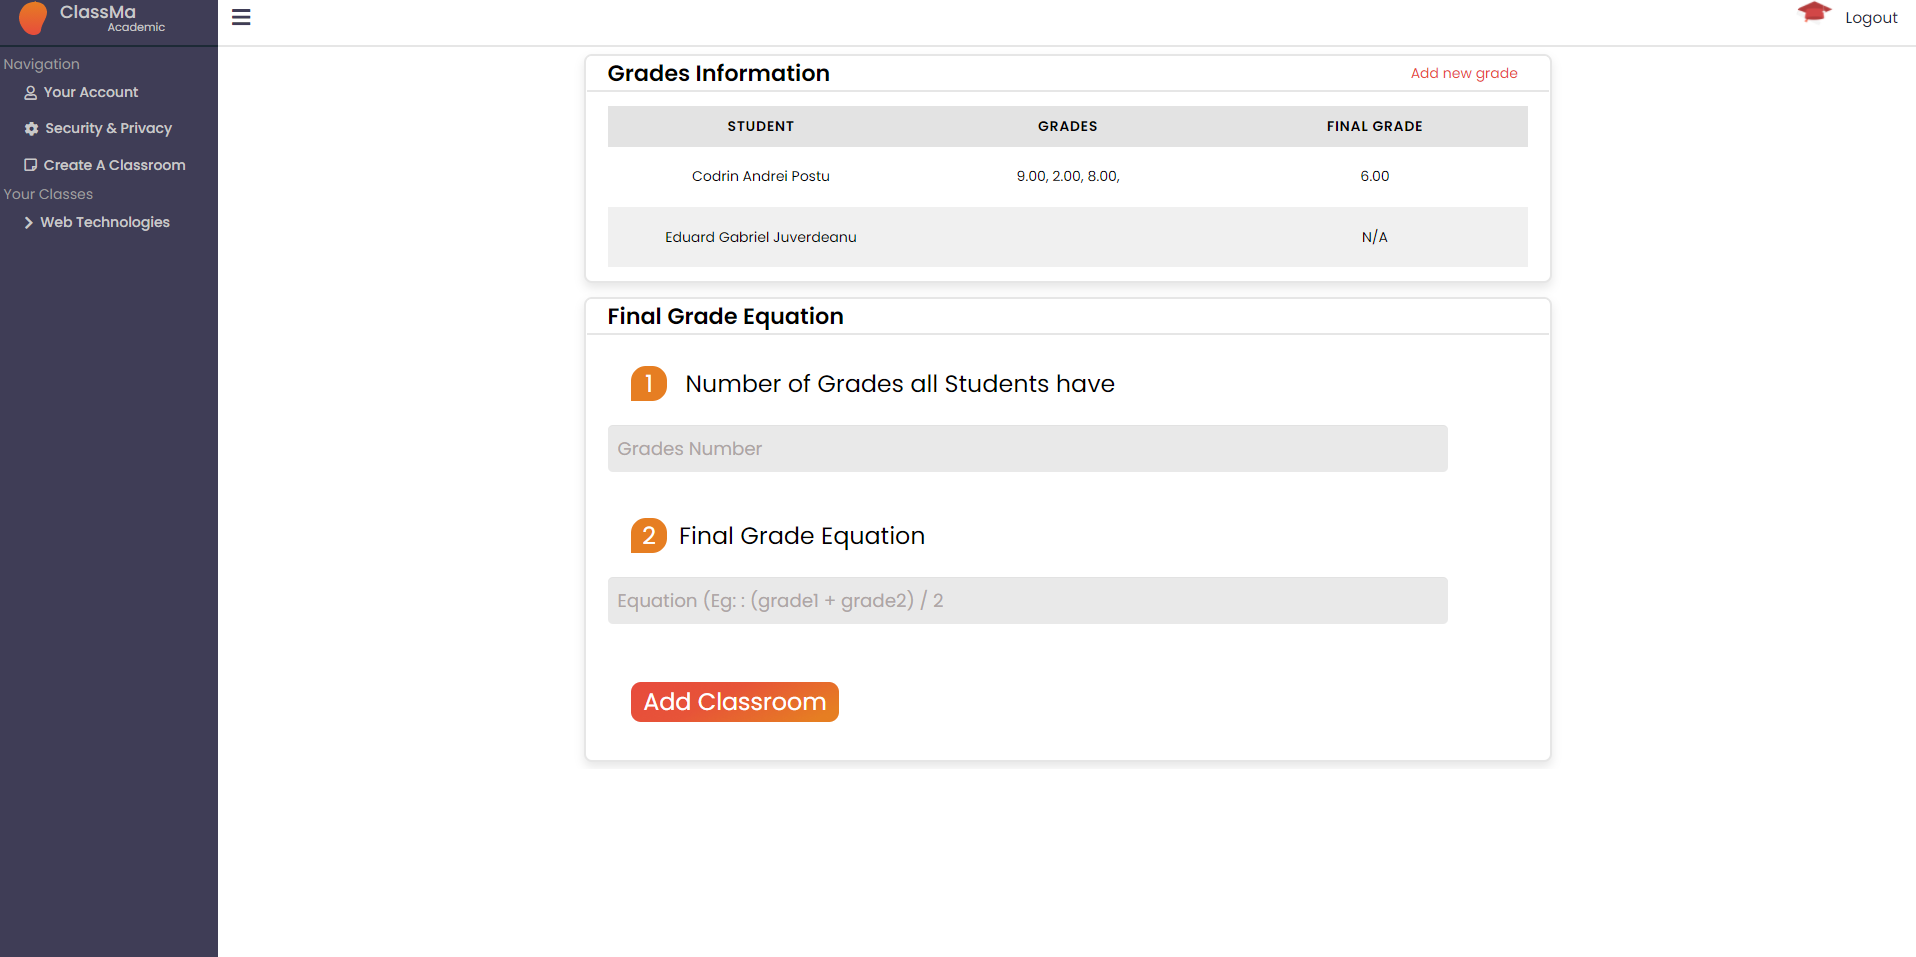 ClassMa
Academic
Logout
Navigation
Your Account
Security & Privacy
Create A Classroom
Your Classes
Web Technologies
Grades Information
Add new grade
STUDENT GRADES FINAL GRADE
Codrin Andrei Postu 9.00, 2.00, 8.00, 6.00
Eduard Gabriel Juverdeanu N/A
Final Grade Equation
1 Number of Grades all Students have
Grades Number
2 Final Grade Equation
Equation (Eg: : (grade1 + grade2) / 2
Add Classroom